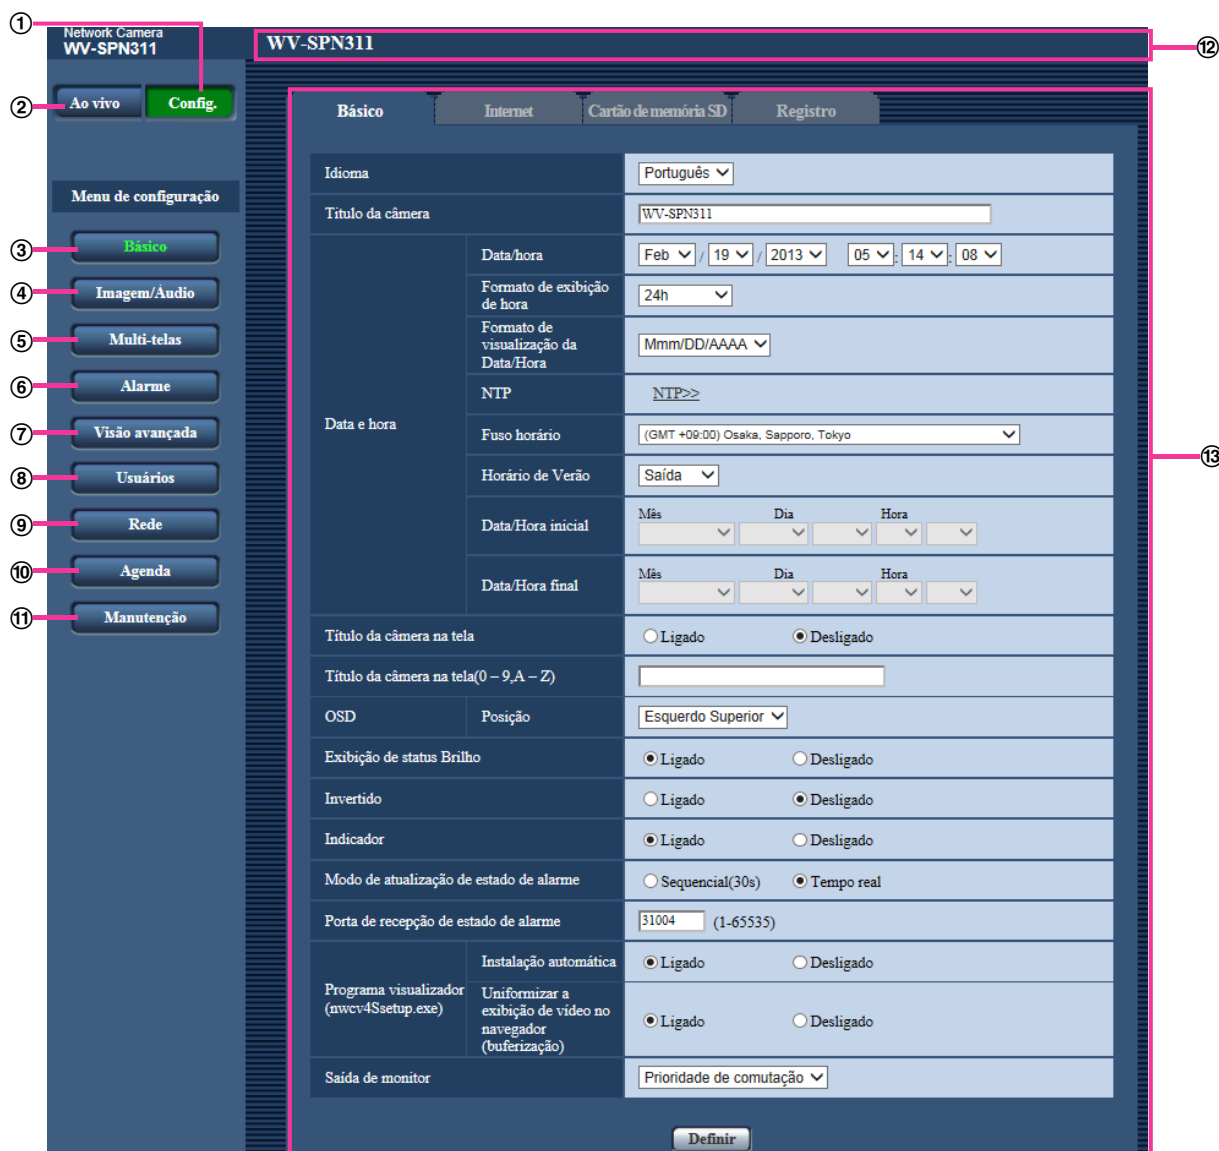 ①
Network Camera
WV-SPN311
WV-SPN311
⑫
②
Ao vivo
Config.
Básico
Internet
Cartão de memória SD
Registro
Menu de configuração
③
Básico
④
Imagem/Áudio
⑤
Multi-telas
⑥
Alarme
⑦
Visão avançada
⑧
Usuários
⑨
Rede
⑩
Agenda
⑪
Manutenção
⑬
Idioma
Português
Título da câmera
WV-SPN311
Data e hora
Data/hora
Feb / 19 / 2013 05 : 14 : 08
Formato de exibição
de hora
24h
Formato de
visualização da
Data/Hora
Mmm/DD/AAAA
NTP
NTP>>
Fuso horário
(GMT +09:00) Osaka, Sapporo, Tokyo
Horário de Verão
Saída
Data/Hora inicial
Mês Dia Hora
Data/Hora final
Mês Dia Hora
Título da câmera na tela
Ligado Desligado
Título da câmera na tela(0 – 9,A – Z)
OSD
Posição
Esquerdo Superior
Exibição de status Brilho
Ligado Desligado
Invertido
Ligado Desligado
Indicador
Ligado Desligado
Modo de atualização de estado de alarme
Sequencial(30s) Tempo real
Porta de recepção de estado de alarme
31004 (1-65535)
Programa visualizador
(nwcv4Ssetup.exe)
Instalação automática
Ligado Desligado
Uniformizar a
exibição de vídeo no
navegador
(buferização)
Ligado Desligado
Saída de monitor
Prioridade de comutação
Definir